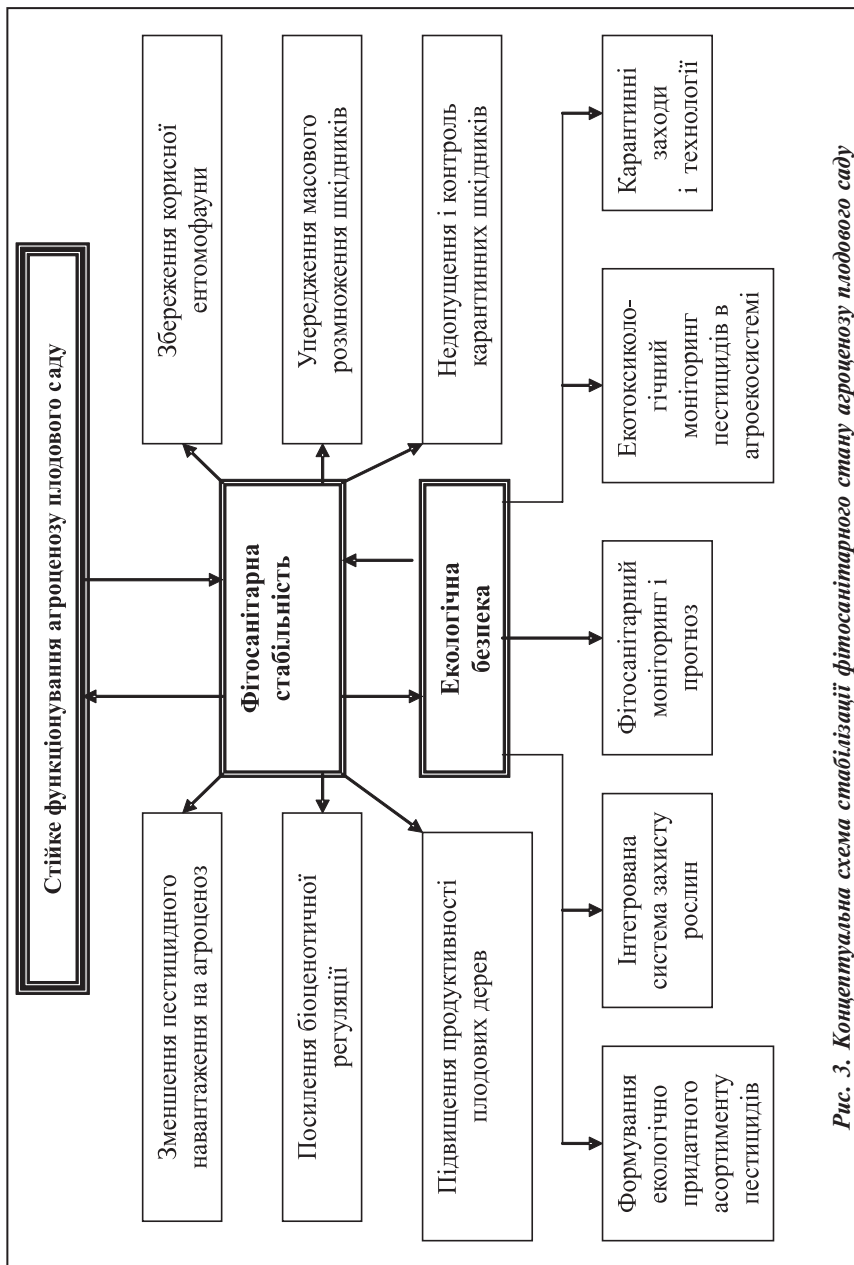 Стійке функціонування агроценозу плодового саду
Зменшення пестицидного
навантаження на агроценоз
Збереження корисної
ентомофауни
Фітосанітарна
стабільність
Посилення біоценотичної
регуляції
Упередження масового
розмноження шкідників
Підвищення продуктивності
плодових дерев
Екологічна
безпека
Недопущення і контроль
карантинних шкідників
Формування
екологічно
придатного
асортименту
пестицидів
Інтегрована
система захисту
рослин
Фітосанітарний
моніторинг і
прогноз
Екотоксиколо-
гічний
моніторинг
пестицидів в
агроекосистемі
Карантинні
заходи
і технології
Рис. 3. Концептуальна схема стабілізації фітосанітарного стану агроценозу плодового саду